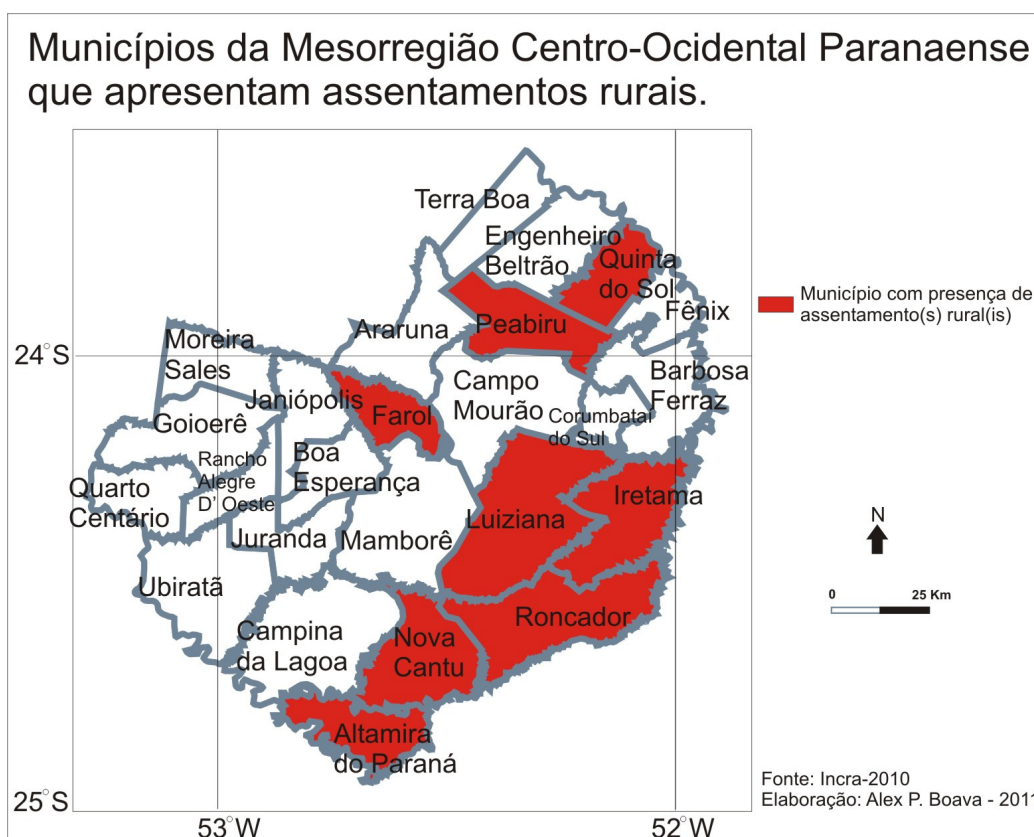 Municípios da Mesorregião Centro-Ocidental Paranaense
que apresentam assentamentos rurais.
Terra Boa
Engenheiro
Beltrão
Quinta
do Sol
Fênix
Município com presença de
assentamento(s) rural(is)
Peabiru
Araruna
24°S
Moreira
Sales
Barbosa
Ferraz
Campo
Mourão
Janiópolis
Farol
Corumbatai
do Sul
Goioerê
Boa
Esperança
Rancho
Alegre
D' Oeste
Quarto
Centário
Iretama
Luiziana
N
Juranda
Mamborê
Ubiratã
0 25 Km
Roncador
Campina
da Lagoa
Nova
Cantu
Altamira
do Paraná
Fonte: Incra-2010
Elaboração: Alex P. Boava - 2011
25°S
53°W
52°W